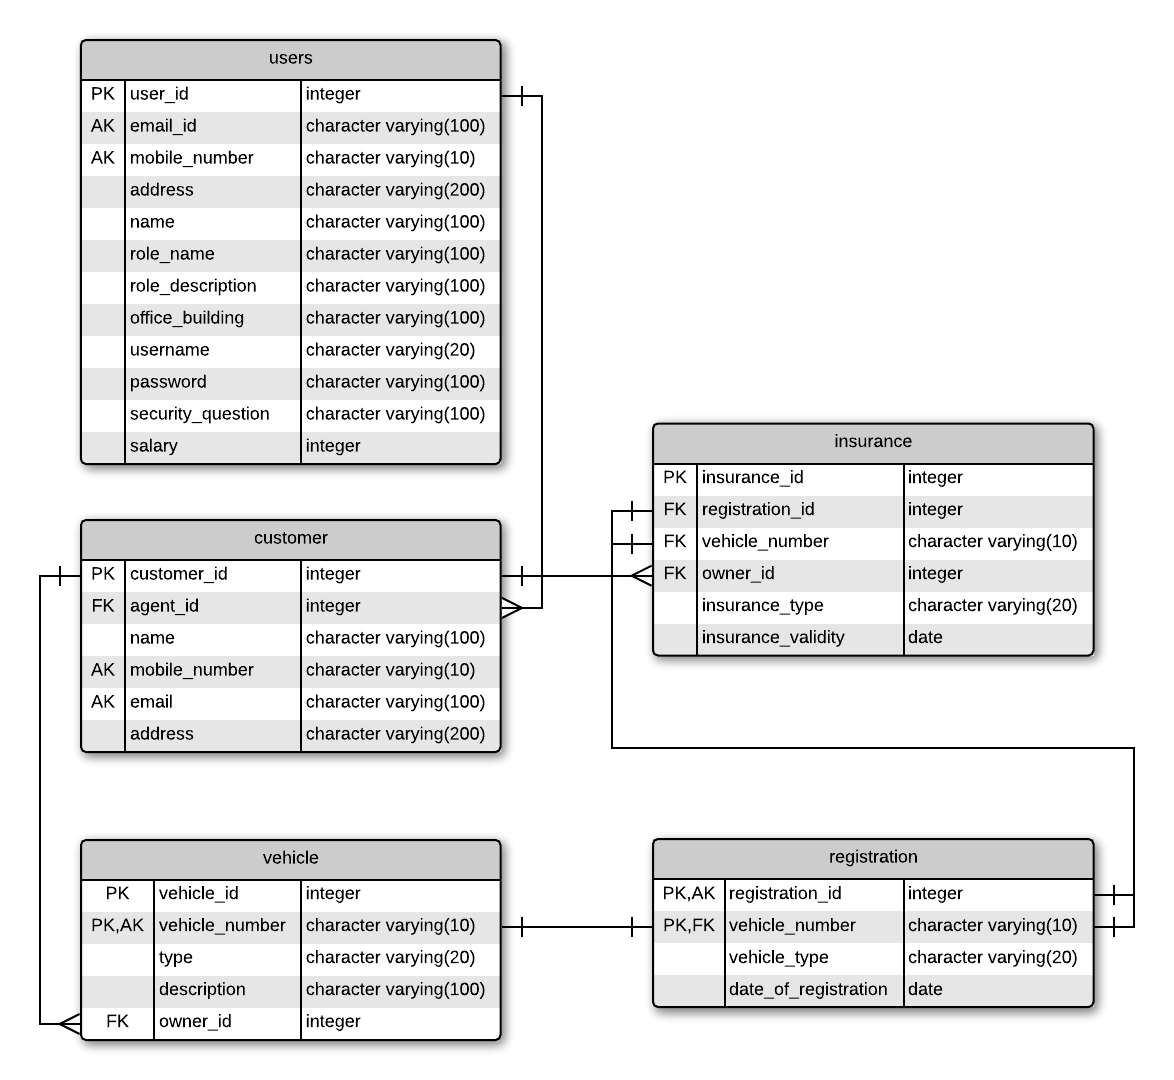 users
PK user_id integer
AK email_id character varying(100)
AK mobile_number character varying(10)
address character varying(200)
name character varying(100)
role_name character varying(100)
role_description character varying(100)
office_building character varying(100)
username character varying(20)
password character varying(100)
security_question character varying(100)
salary integer
insurance
PK insurance_id integer
FK registration_id integer
FK vehicle_number character varying(10)
FK owner_id integer
insurance_type character varying(20)
insurance_validity date
customer
PK customer_id integer
FK agent_id integer
name character varying(100)
AK mobile_number character varying(10)
AK email character varying(100)
address character varying(200)
vehicle
PK vehicle_id integer
PK,AK vehicle_number character varying(10)
type character varying(20)
description character varying(100)
FK owner_id integer
registration
PK,AK registration_id integer
PK,FK vehicle_number character varying(10)
vehicle_type character varying(20)
date_of_registration date